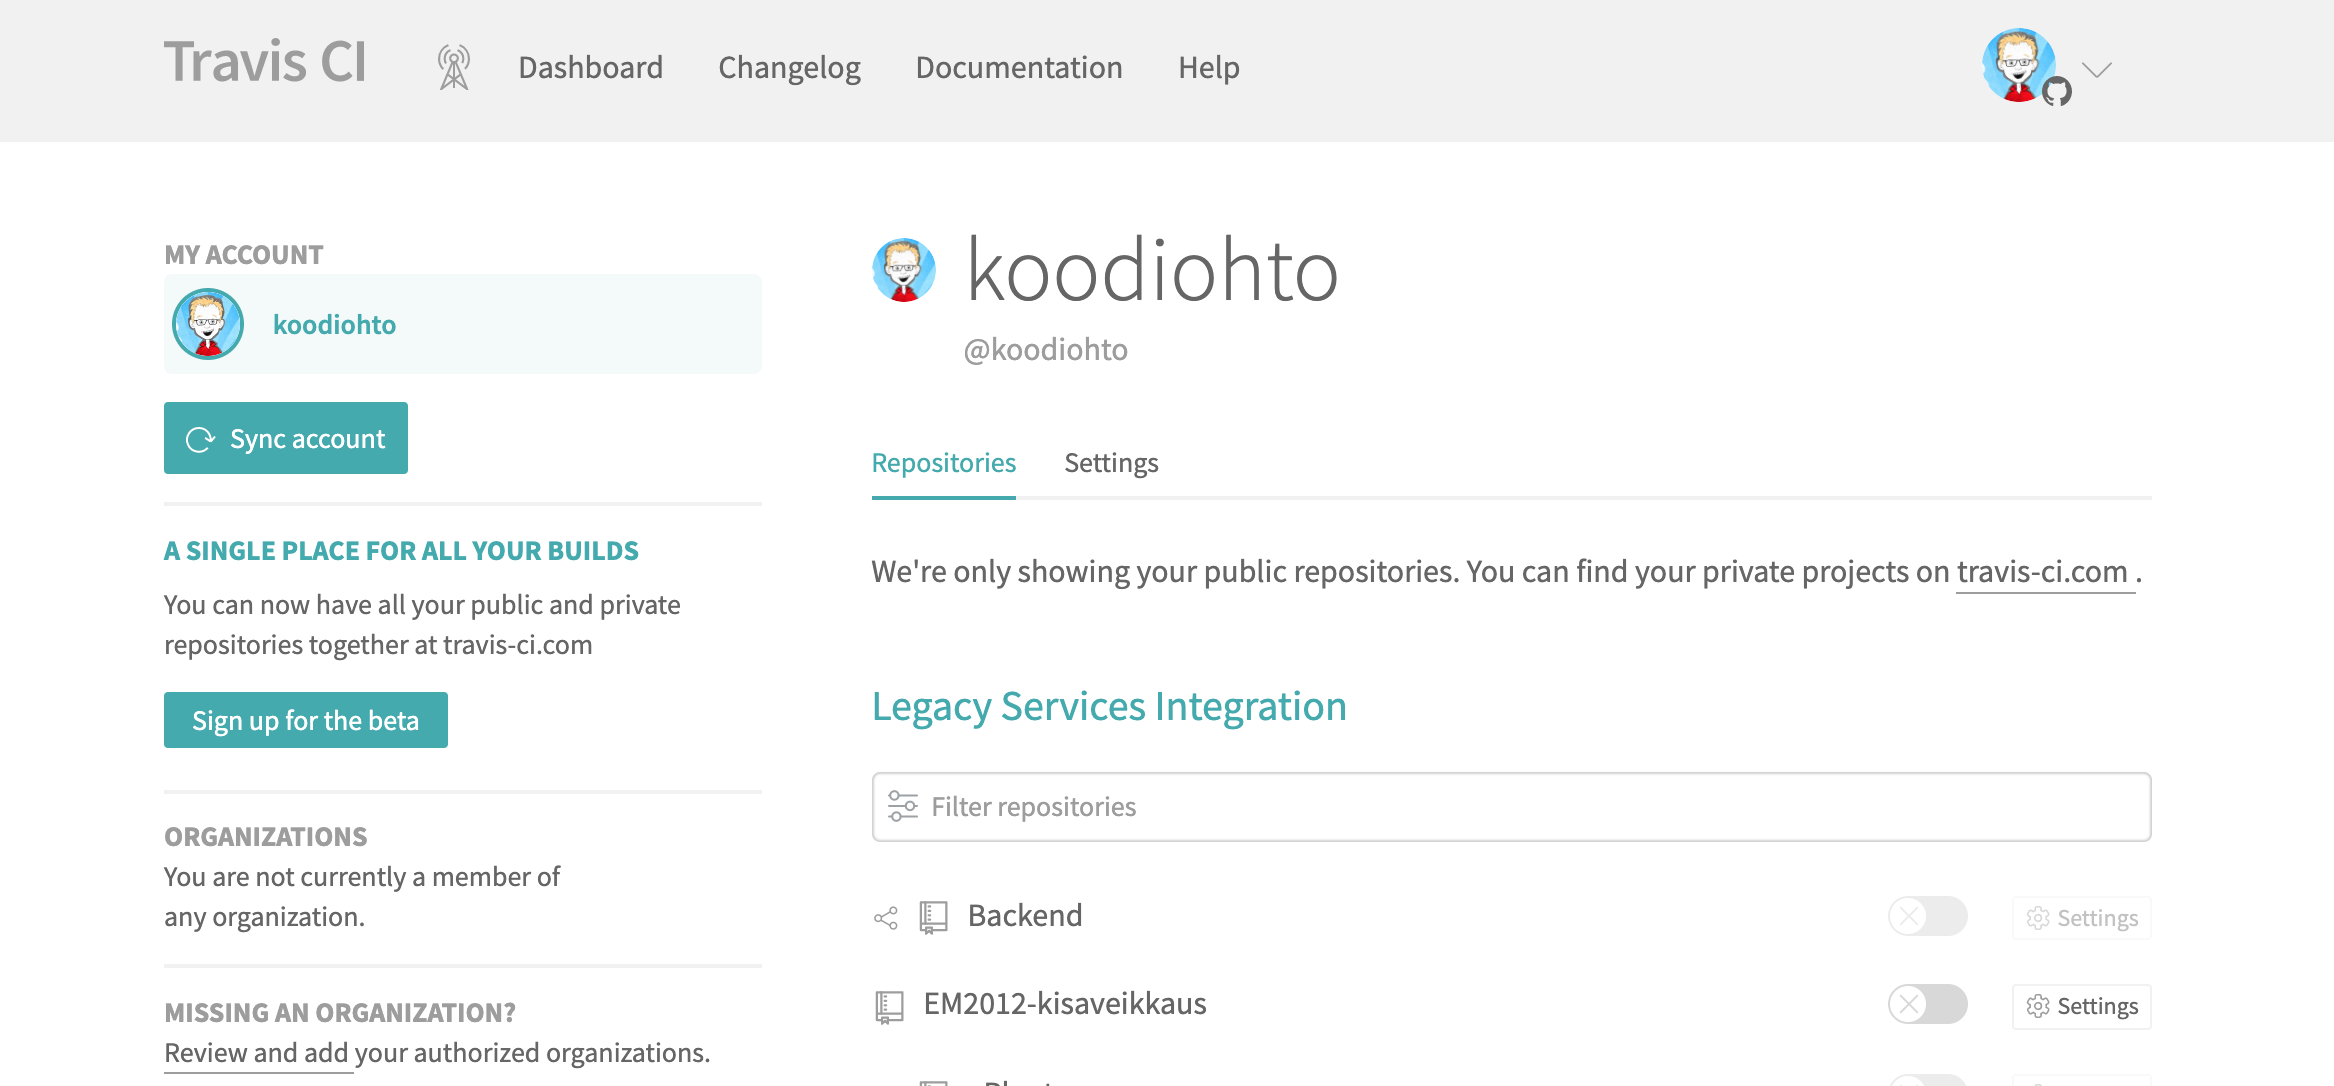 Travis CI
Dashboard
Changelog
Documentation
Help
MY ACCOUNT
koodiohto
Sync account
A SINGLE PLACE FOR ALL YOUR BUILDS
You can now have all your public and private
repositories together at travis-ci.com
Sign up for the beta
ORGANIZATIONS
You are not currently a member of
any organization.
MISSING AN ORGANIZATION?
Review and add your authorized organizations.
koodiohto
@koodiohto
Repositories
Settings
We're only showing your public repositories. You can find your private projects on travis-ci.com .
Legacy Services Integration
Filter repositories
Backend
Settings
EM2012-kisaveikkaus
Settings